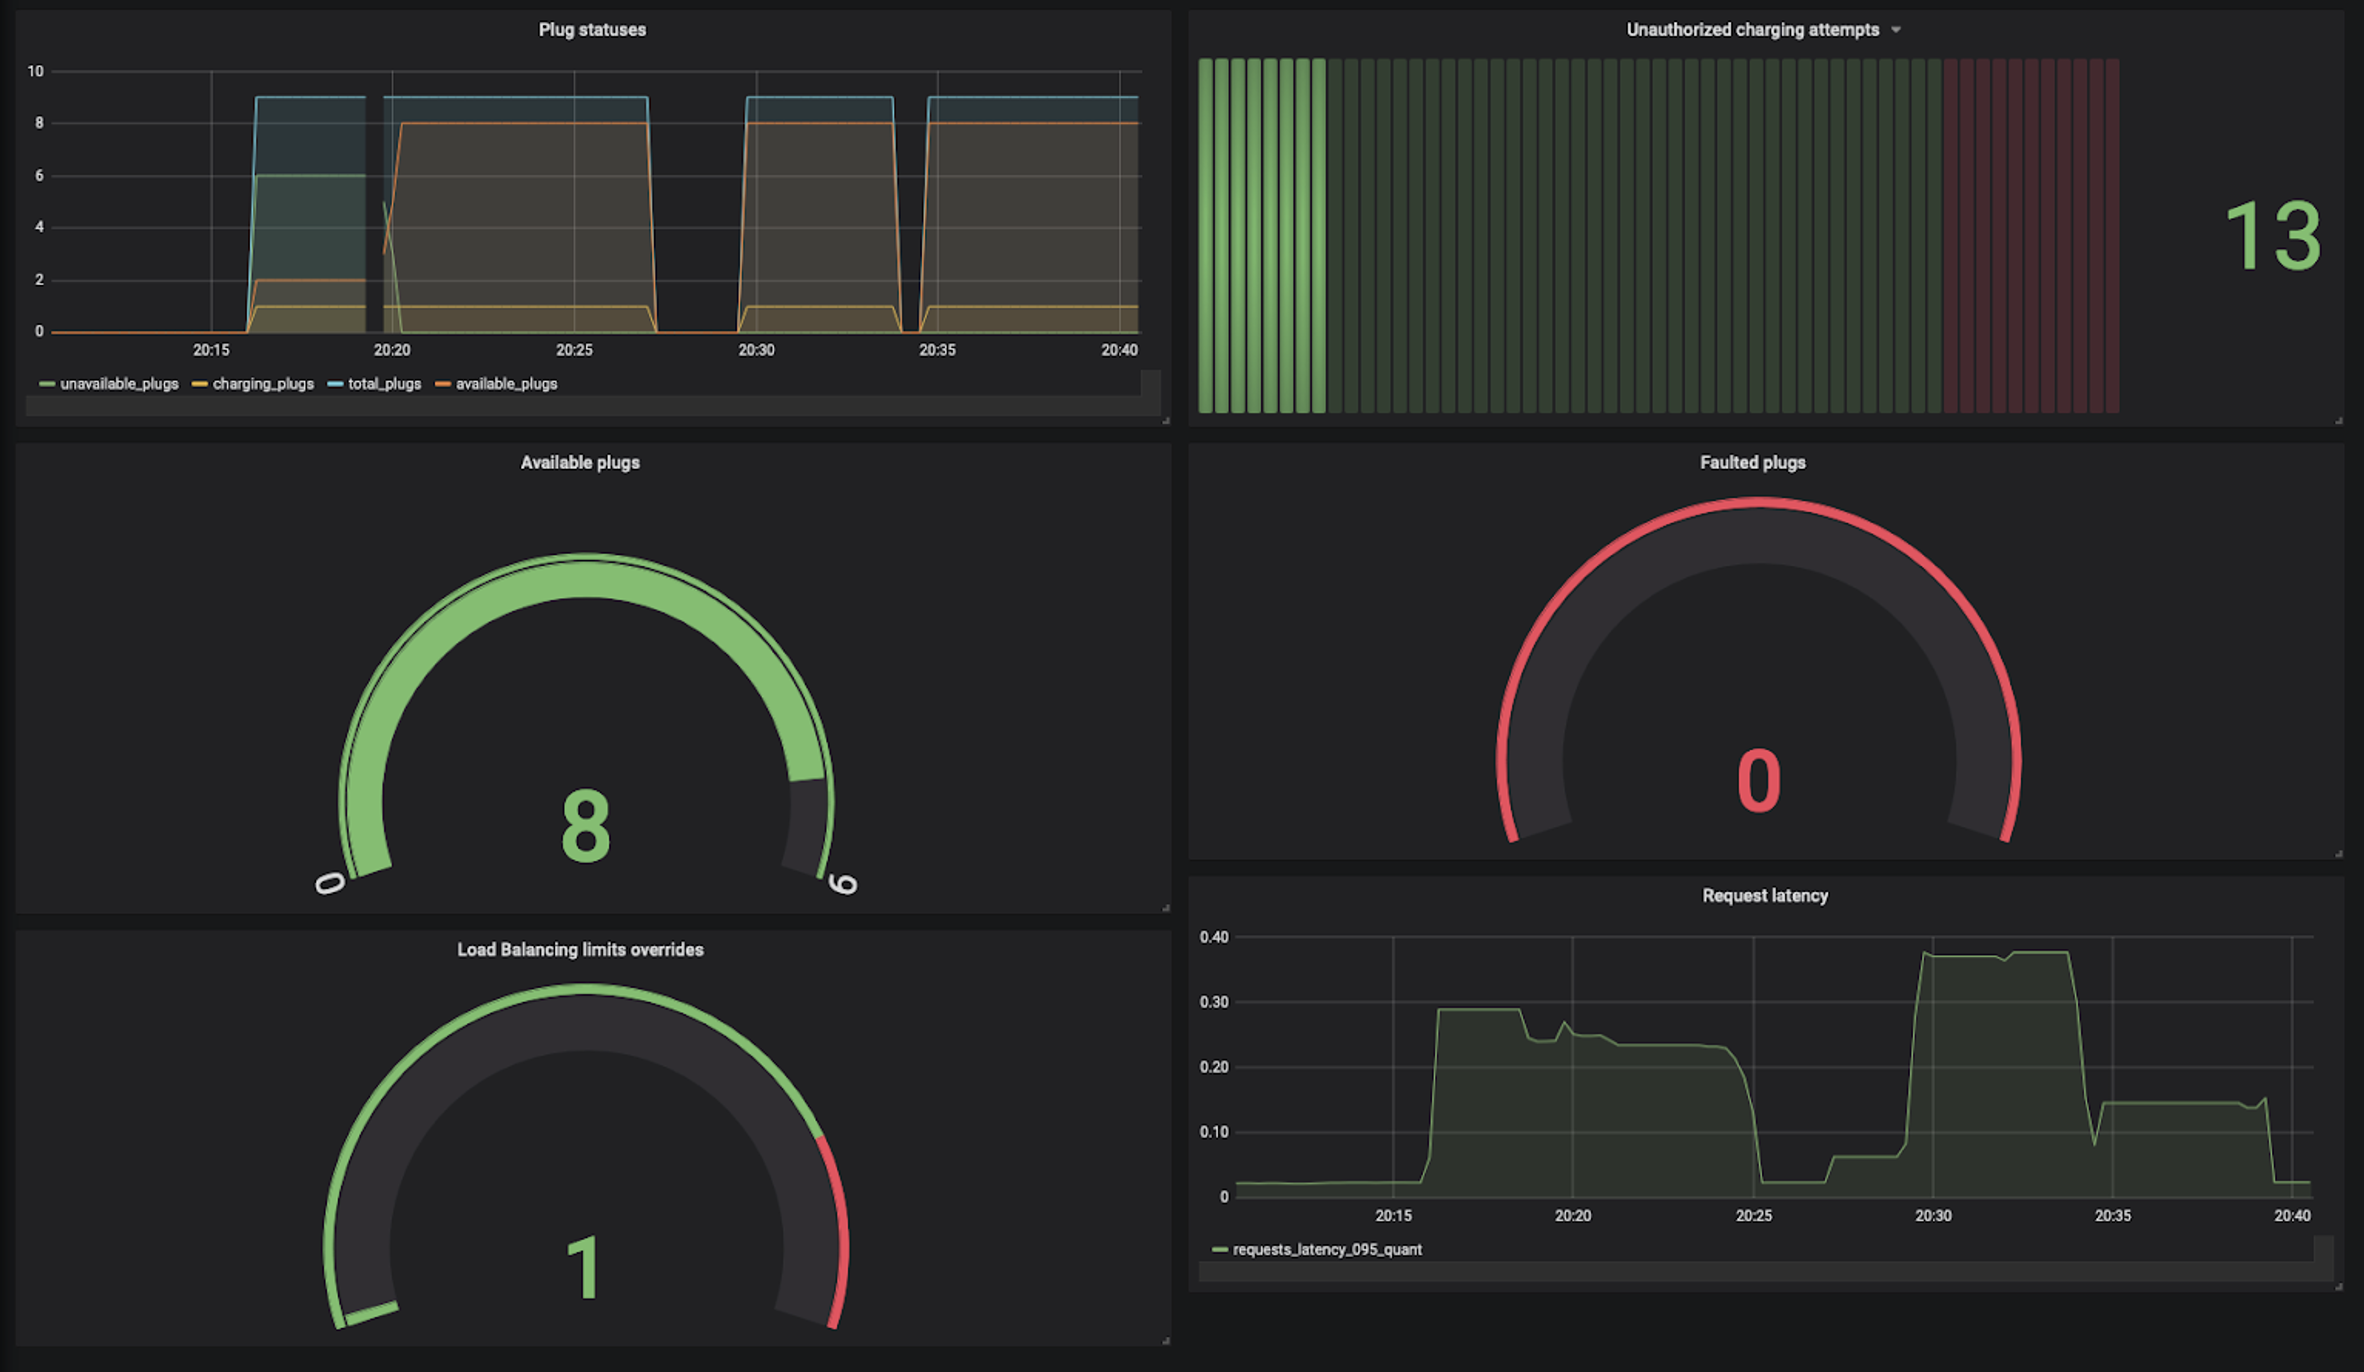 Plug statuses
10
8
6
4
2
0
20:15 20:20 20:25 20:30 20:35 20:40
unavailable_plugs charging_plugs total_plugs available_plugs
Unauthorized charging attempts
13
Available plugs
8
0 9
Faulted plugs
0
Load Balancing limits overrides
1
Request latency
0.40
0.30
0.20
0.10
0
20:15 20:20 20:25 20:30 20:35 20:40
requests_latency_095_quant